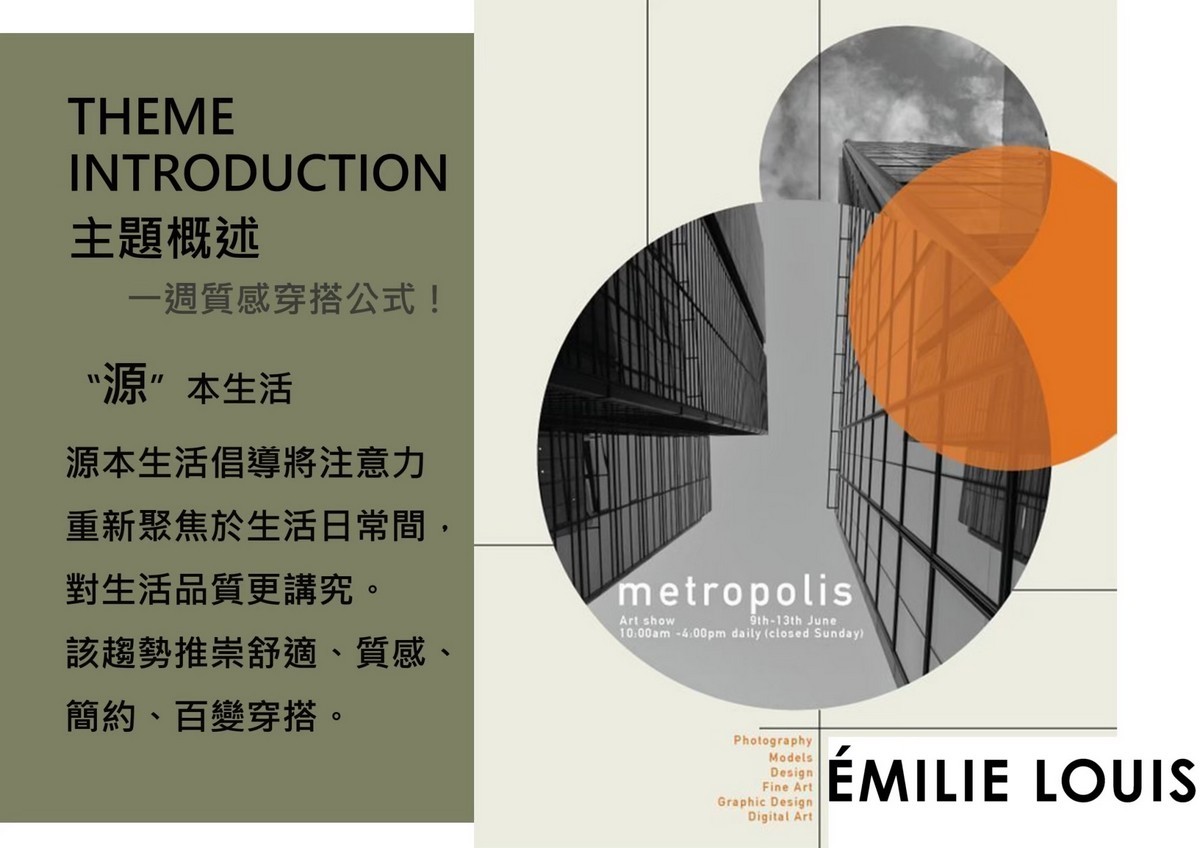 THEME
INTRODUCTION
主題概述
一週質感穿搭公式！
“源” 本生活
源本生活倡導將注意力
重新聚焦於生活日常間，
對生活品質更講究。
該趨勢推崇舒適、質感、
簡約、百變穿搭。
metropolis
Art show 9th-13th June
10:00am -4:00pm daily (closed Sunday)
Photography
Models
Design
Fine Art
Graphic Design
Digital Art
ÉMILIE LOUIS